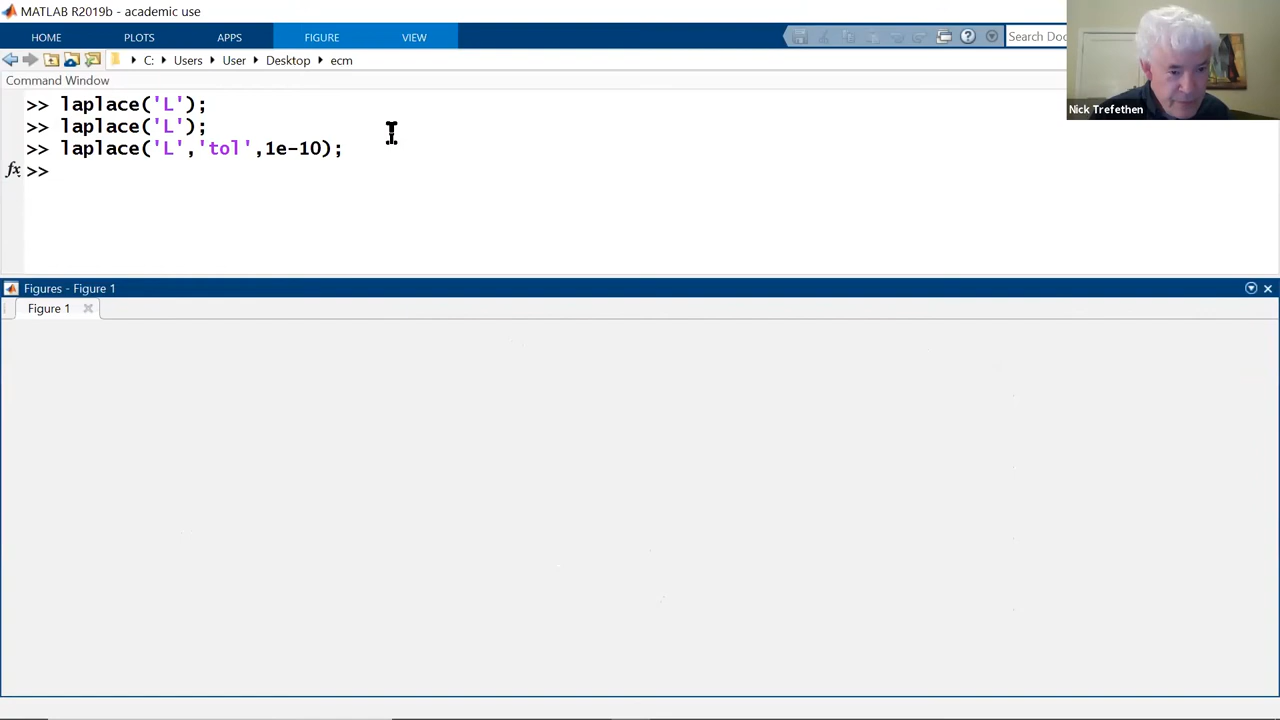 MATLAB R2019b - academic use
HOME PLOTS APPS FIGURE VIEW Search Doc
C: Users User Desktop ecm
Command Window
>> laplace('L');
>> laplace('L');
>> laplace('L','tol',1e-10);
fx >>
Nick Trefethen
Figures - Figure 1
Figure 1